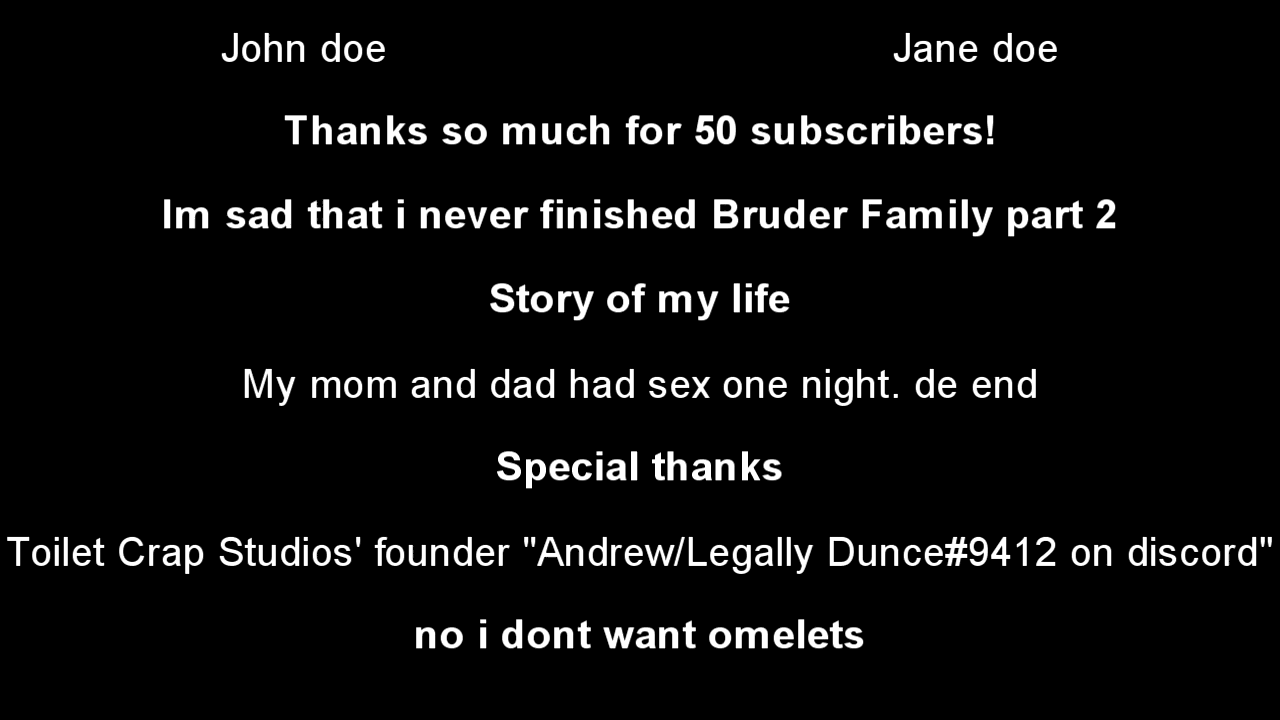 John doe Jane doe
Thanks so much for 50 subscribers!
Im sad that i never finished Bruder Family part 2
Story of my life
My mom and dad had sex one night. de end
Special thanks
Toilet Crap Studios' founder "Andrew/Legally Dunce#9412 on discord"
no i dont want omelets